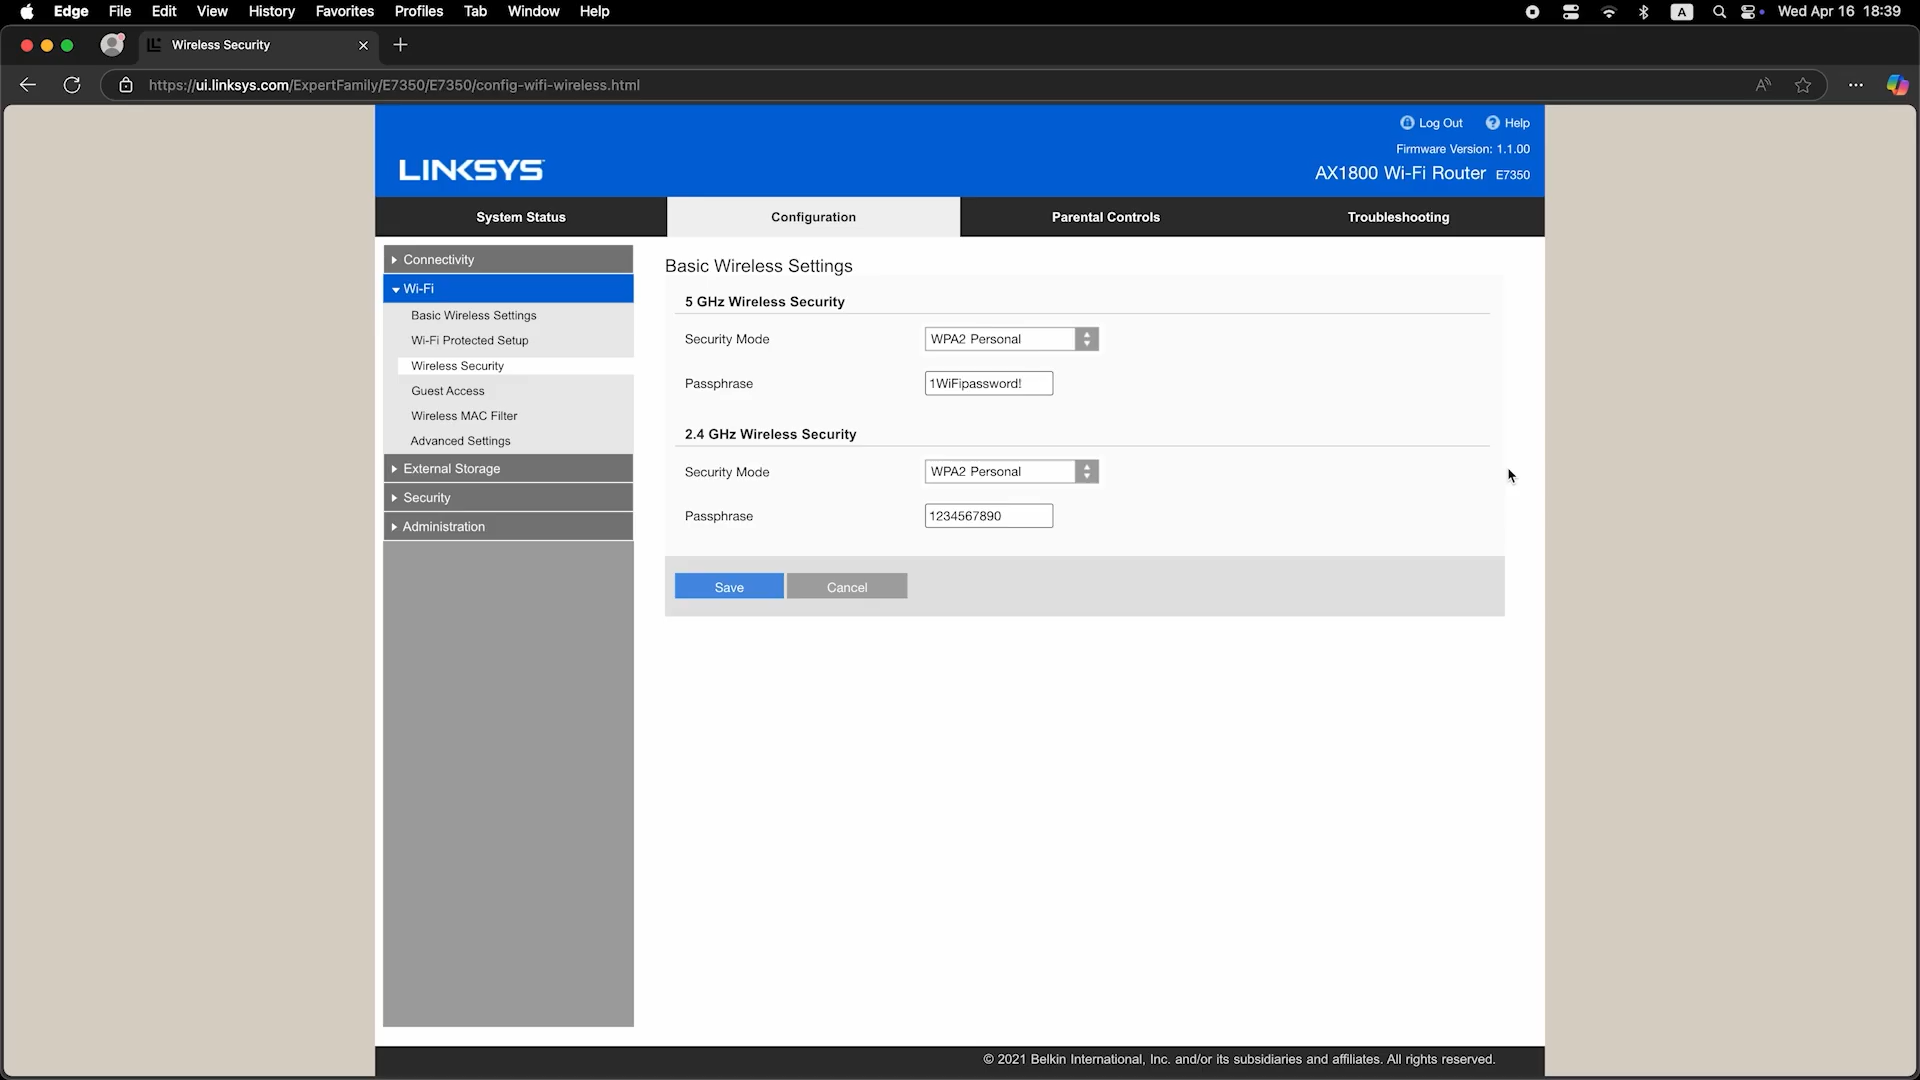 Edge File Edit View History Favorites Profiles Tab Window Help A Wed Apr 16 18:39
Wireless Security
https://ui.linksys.com/ExpertFamily/E7350/E7350/config-wifi-wireless.html
Log Out Help
Firmware Version: 1.1.00
LINKSYS
AX1800 Wi-Fi Router E7350
System Status Configuration Parental Controls Troubleshooting
Connectivity
Wi-Fi
Basic Wireless Settings
Wi-Fi Protected Setup
Wireless Security
Guest Access
Wireless MAC Filter
Advanced Settings
External Storage
Security
Administration
Basic Wireless Settings
5 GHz Wireless Security
Security Mode WPA2 Personal
Passphrase 1WiFipassword!
2.4 GHz Wireless Security
Security Mode WPA2 Personal
Passphrase 1234567890
Save Cancel
© 2021 Belkin International, Inc. and/or its subsidiaries and affiliates. All rights reserved.